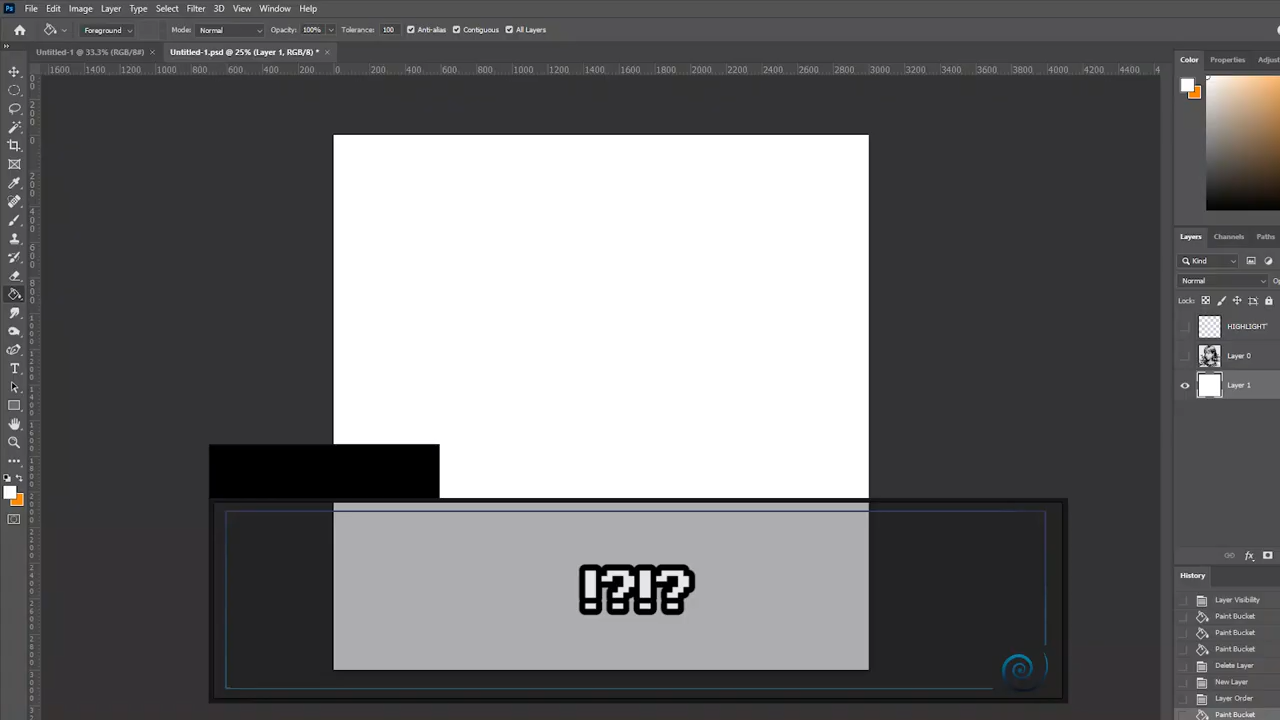 Ps File Edit Image Layer Type Select Filter 3D View Window Help
Foreground Mode: Normal Opacity: 100% Tolerance: 100 Anti-alias Contiguous All Layers
Untitled-1 @ 33.3% (RGB/8#) × Untitled-1.psd @ 25% (Layer 1, RGB/8) * ×
1600 1400 1200 1000 800 600 400 200 0 200 400 600 800 1000 1200 1400 1600 1800 2000 2200 2400 2600 2800 3000 3200 3400 3600 3800 4000 4200 4400
Color Properties Adjust
Layers Channels Paths
Kind
Normal
Lock:
HIGHLIGHT
Layer 0
Layer 1
fx
History
Layer Visibility
Paint Bucket
Paint Bucket
Paint Bucket
Delete Layer
New Layer
Layer Order
Paint Bucket
!?!?